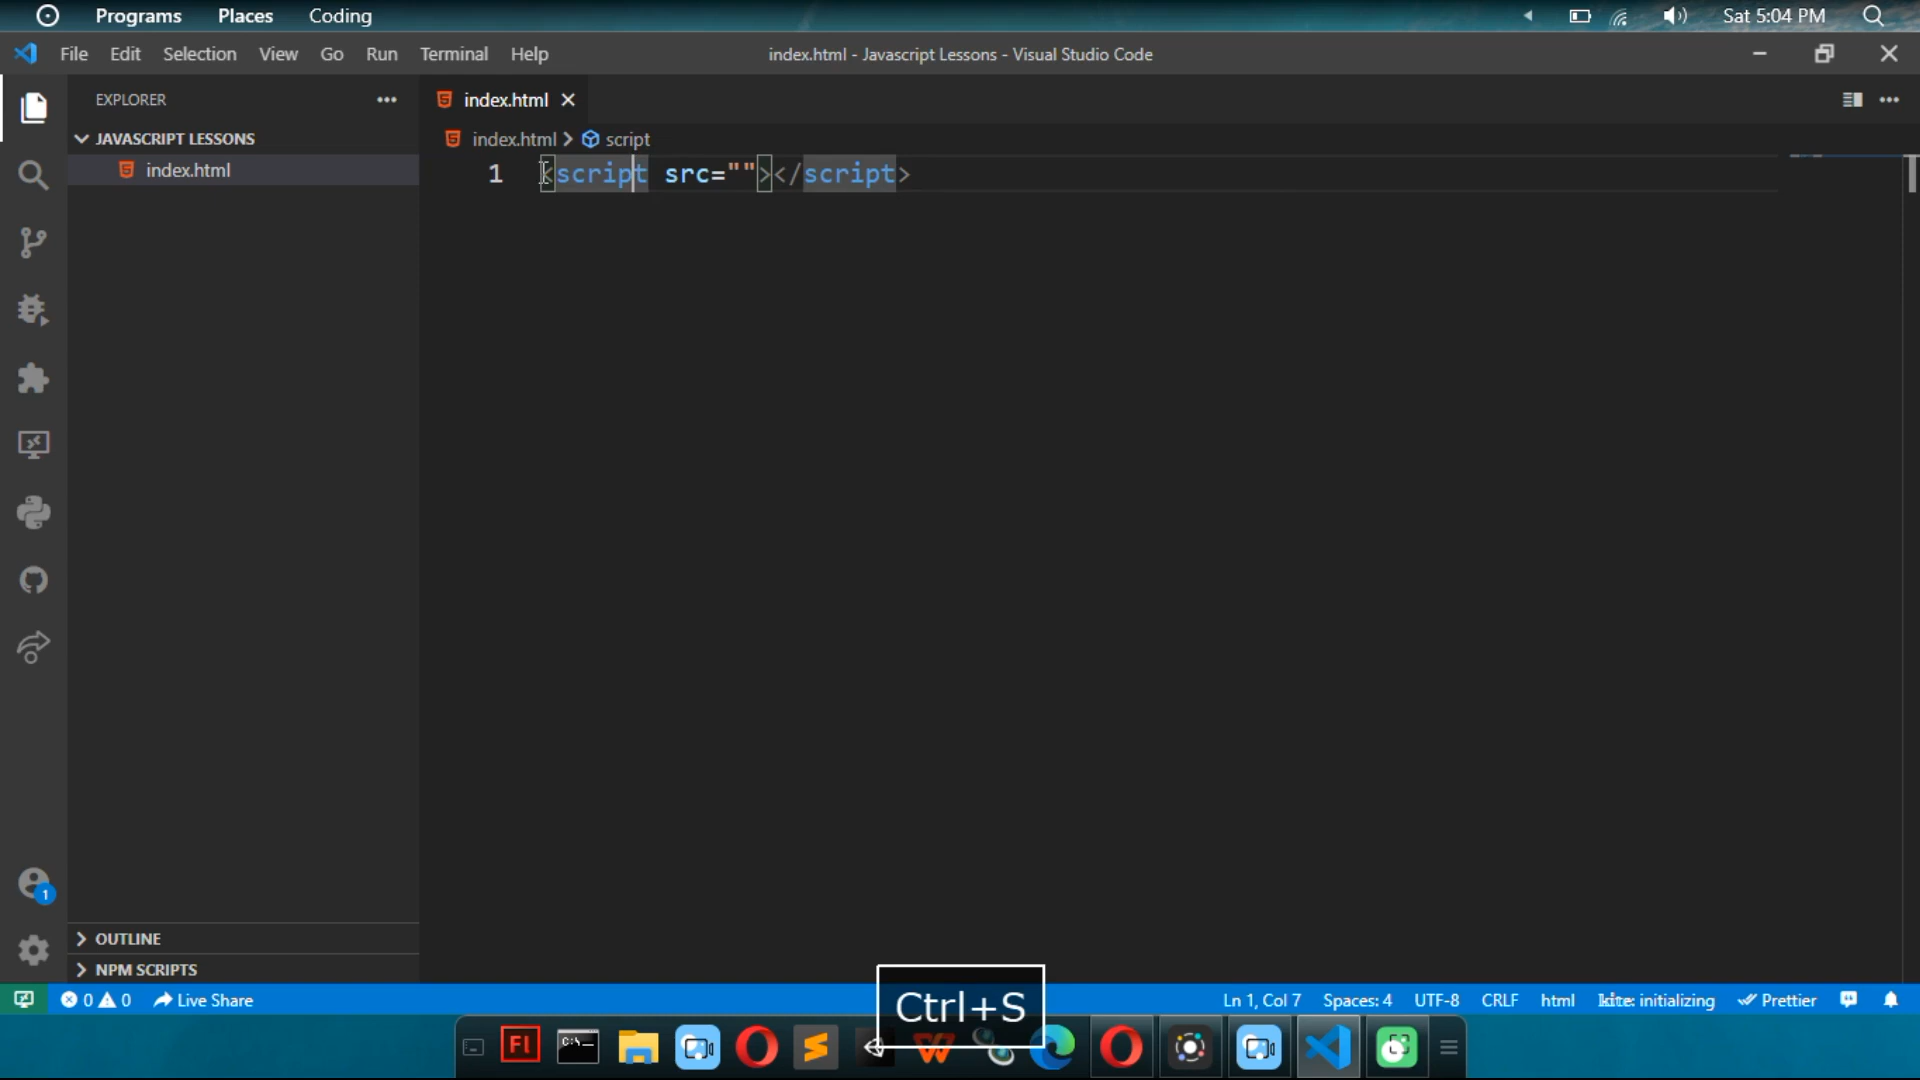 Programs Places Coding Sat 5:04 PM
File Edit Selection View Go Run Terminal Help index.html - Javascript Lessons - Visual Studio Code
EXPLORER
index.html
JAVASCRIPT LESSONS
index.html > script
index.html
1 <script src=""></script>
1
OUTLINE
NPM SCRIPTS
0 0 Live Share
Ctrl+S
Ln 1, Col 7 Spaces: 4 UTF-8 CRLF html kite: initializing Prettier
Fl
C:\